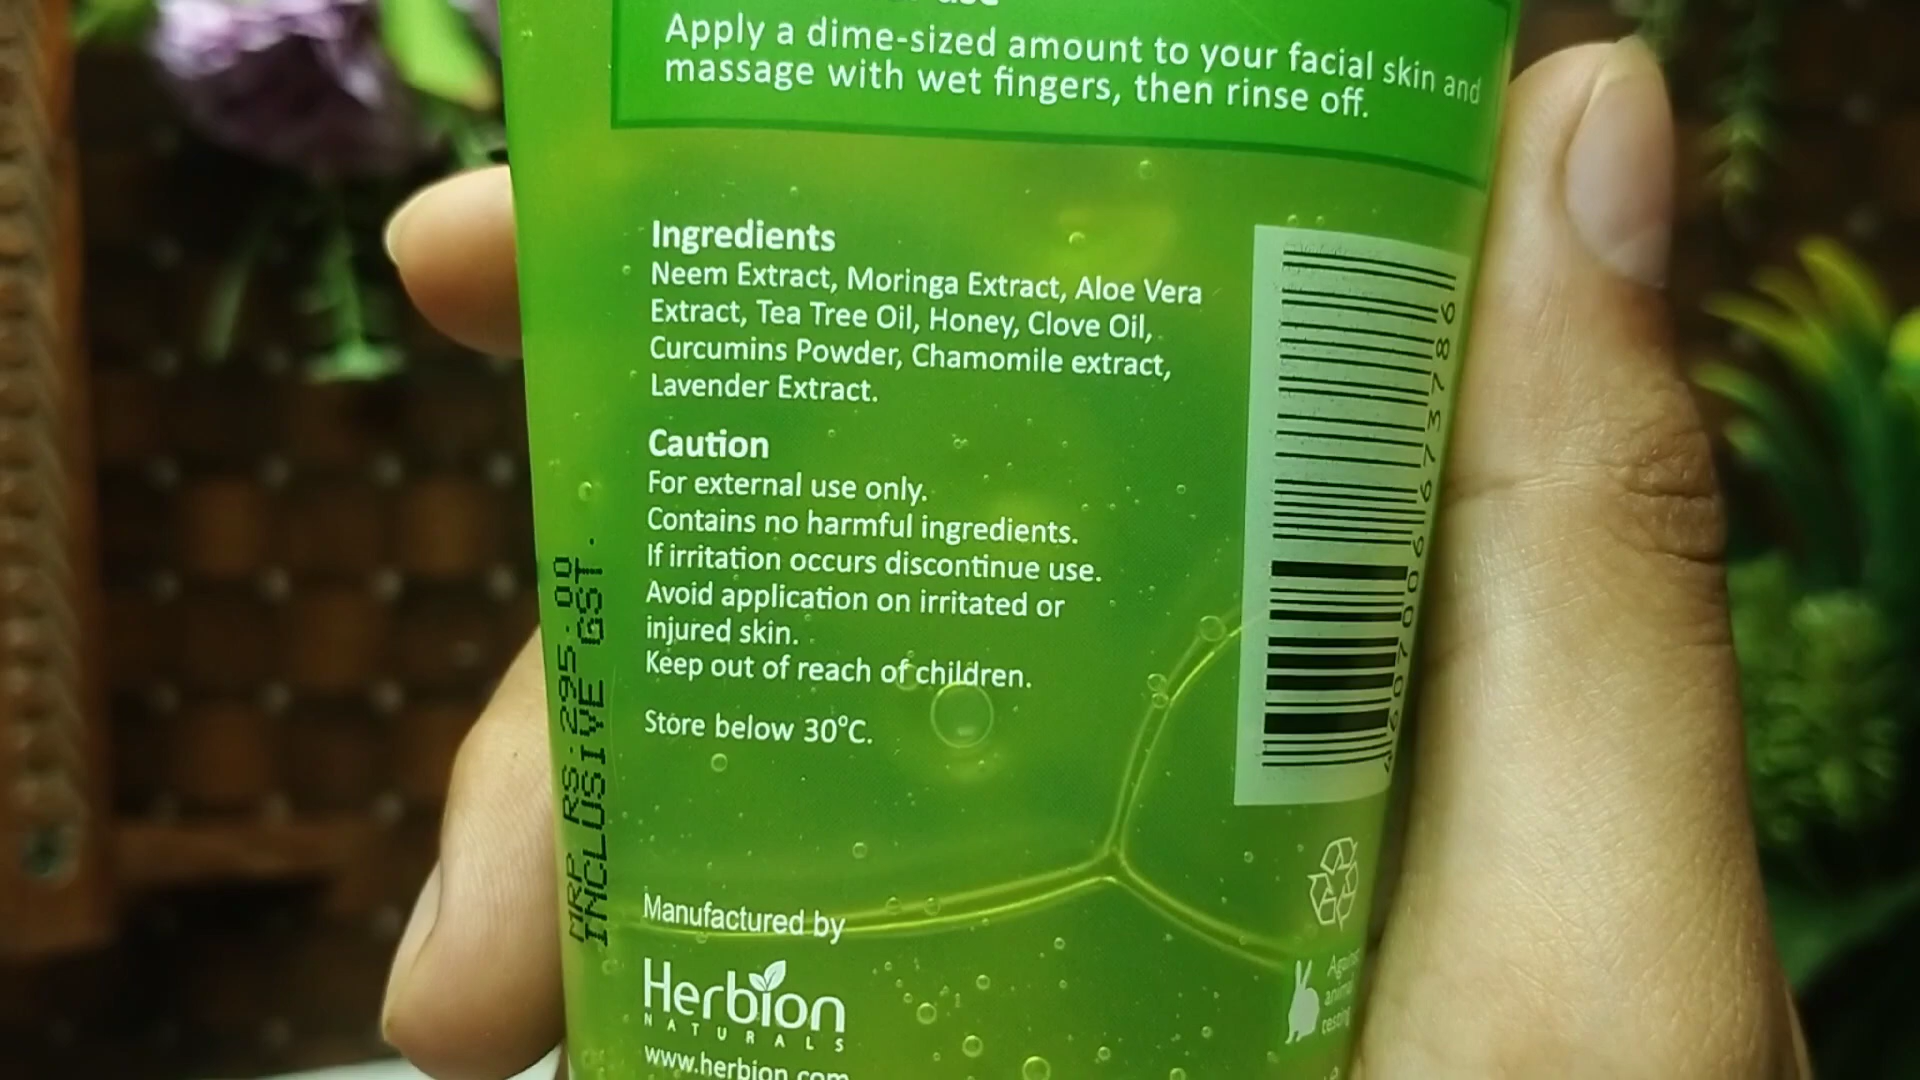 Apply a dime-sized amount to your facial skin and
massage with wet fingers, then rinse off.
Ingredients
Neem Extract, Moringa Extract, Aloe Vera
Extract, Tea Tree Oil, Honey, Clove Oil,
Curcumins Powder, Chamomile extract,
Lavender Extract.
Caution
For external use only.
Contains no harmful ingredients.
If irritation occurs discontinue use.
Avoid application on irritated or
injured skin.
Keep out of reach of children.
Store below 30°C.
MRP RS:295.00
INCLUSIVE GST.
Manufactured by
Herbion
NATURALS
www.herbion.com
Against
animal
testing